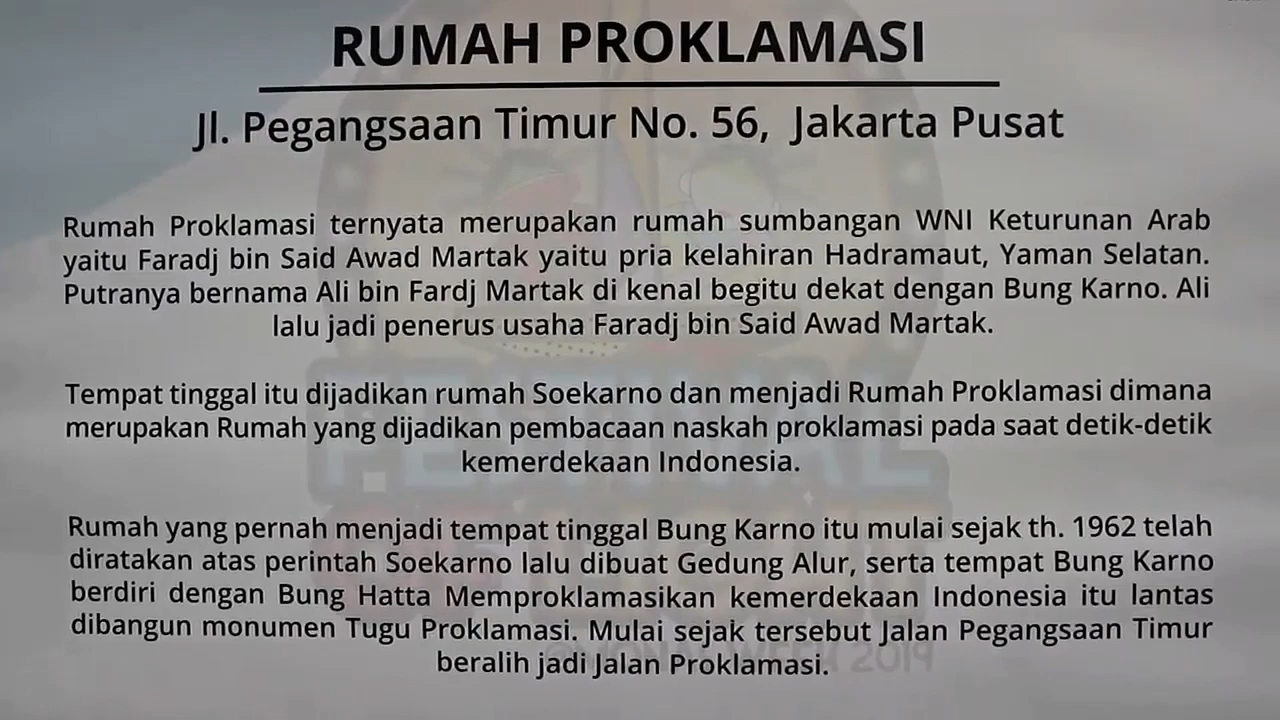 RUMAH PROKLAMASI
Jl. Pegangsaan Timur No. 56, Jakarta Pusat
Rumah Proklamasi ternyata merupakan rumah sumbangan WNI Keturunan Arab
yaitu Faradj bin Said Awad Martak yaitu pria kelahiran Hadramaut, Yaman Selatan.
Putranya bernama Ali bin Fardj Martak di kenal begitu dekat dengan Bung Karno. Ali
lalu jadi penerus usaha Faradj bin Said Awad Martak.
Tempat tinggal itu dijadikan rumah Soekarno dan menjadi Rumah Proklamasi dimana
merupakan Rumah yang dijadikan pembacaan naskah proklamasi pada saat detik-detik
kemerdekaan Indonesia.
Rumah yang pernah menjadi tempat tinggal Bung Karno itu mulai sejak th. 1962 telah
diratakan atas perintah Soekarno lalu dibuat Gedung Alur, serta tempat Bung Karno
berdiri dengan Bung Hatta Memproklamasikan kemerdekaan Indonesia itu lantas
dibangun monumen Tugu Proklamasi. Mulai sejak tersebut Jalan Pegangsaan Timur
beralih jadi Jalan Proklamasi.
FESTIVAL
2019